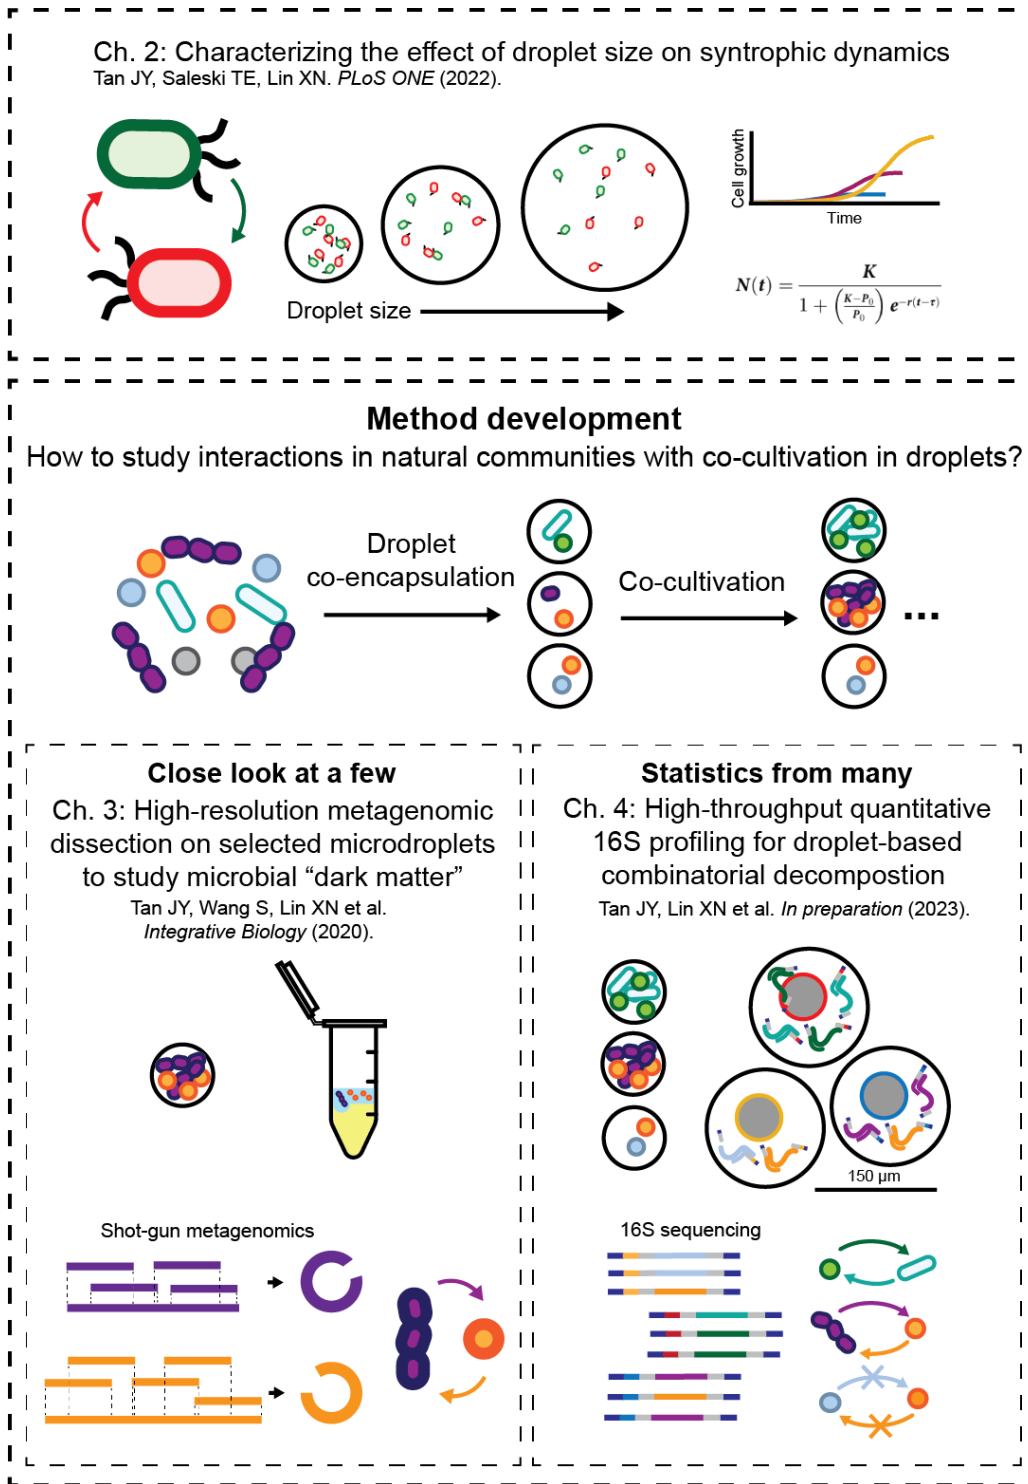 Ch. 2: Characterizing the effect of droplet size on syntrophic dynamics
Tan JY, Saleski TE, Lin XN. PLoS ONE (2022).
Cell growth
Time
Droplet size
N(t) = K / (1 + ((K−P₀)/P₀) e^{−r(t−τ)})
Method development
How to study interactions in natural communities with co-cultivation in droplets?
Droplet
co-encapsulation
Co-cultivation
...
Close look at a few
Ch. 3: High-resolution metagenomic
dissection on selected microdroplets
to study microbial “dark matter”
Tan JY, Wang S, Lin XN et al.
Integrative Biology (2020).
Shot-gun metagenomics
Statistics from many
Ch. 4: High-throughput quantitative
16S profiling for droplet-based
combinatorial decompostion
Tan JY, Lin XN et al. In preparation (2023).
150 µm
16S sequencing